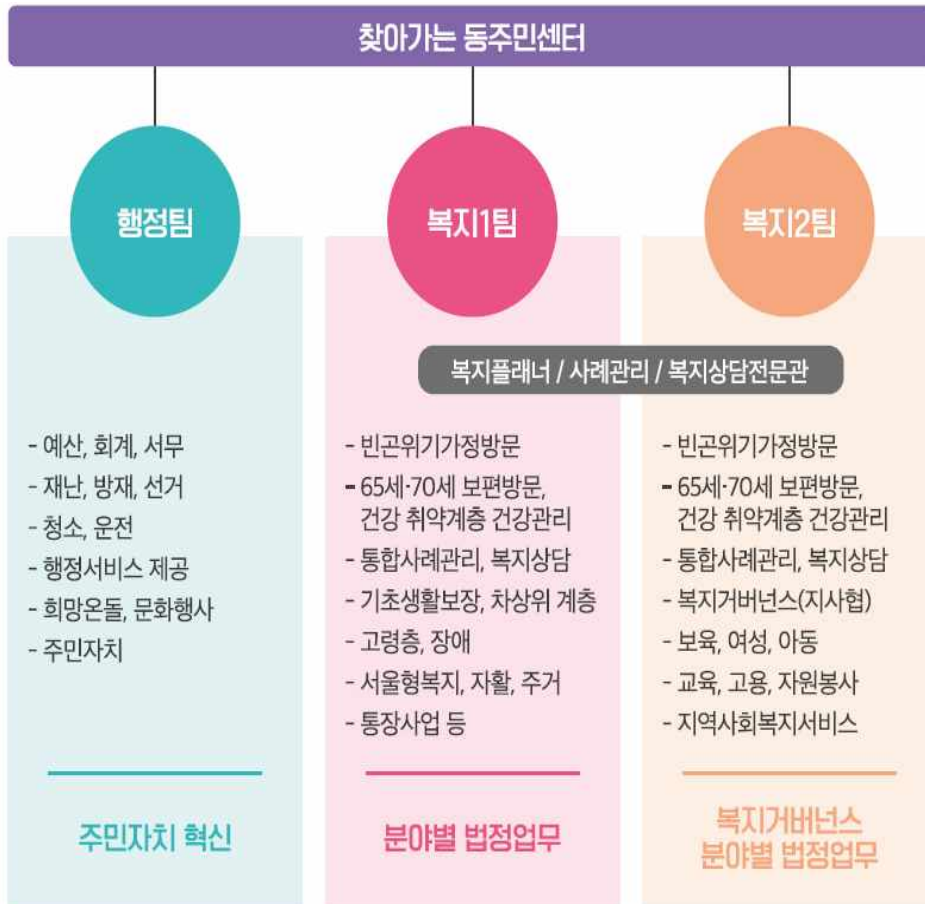 찾아가는 동주민센터
행정팀
복지1팀
복지2팀
복지플래너 / 사례관리 / 복지상담전문관
- 예산, 회계, 서무
- 재난, 방재, 선거
- 청소, 운전
- 행정서비스 제공
- 희망온돌, 문화행사
- 주민자치
주민자치 혁신
- 빈곤위기가정방문
- 65세·70세 보편방문,
건강 취약계층 건강관리
- 통합사례관리, 복지상담
- 기초생활보장, 차상위 계층
- 고령층, 장애
- 서울형복지, 자활, 주거
- 통장사업 등
분야별 법정업무
- 빈곤위기가정방문
- 65세·70세 보편방문,
건강 취약계층 건강관리
- 통합사례관리, 복지상담
- 복지거버넌스(지사협)
- 보육, 여성, 아동
- 교육, 고용, 자원봉사
- 지역사회복지서비스
복지거버넌스
분야별 법정업무